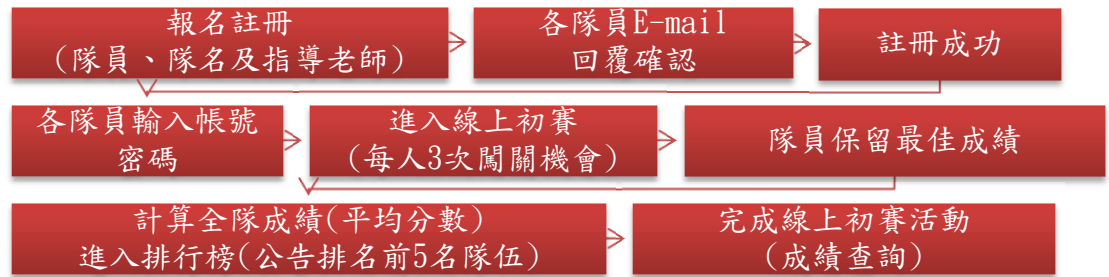 報名註冊
(隊員、隊名及指導老師)
各隊員E-mail
回覆確認
註冊成功
各隊員輸入帳號
密碼
進入線上初賽
(每人3次闖關機會)
隊員保留最佳成績
計算全隊成績(平均分數)
進入排行榜(公告排名前5名隊伍)
完成線上初賽活動
(成績查詢)